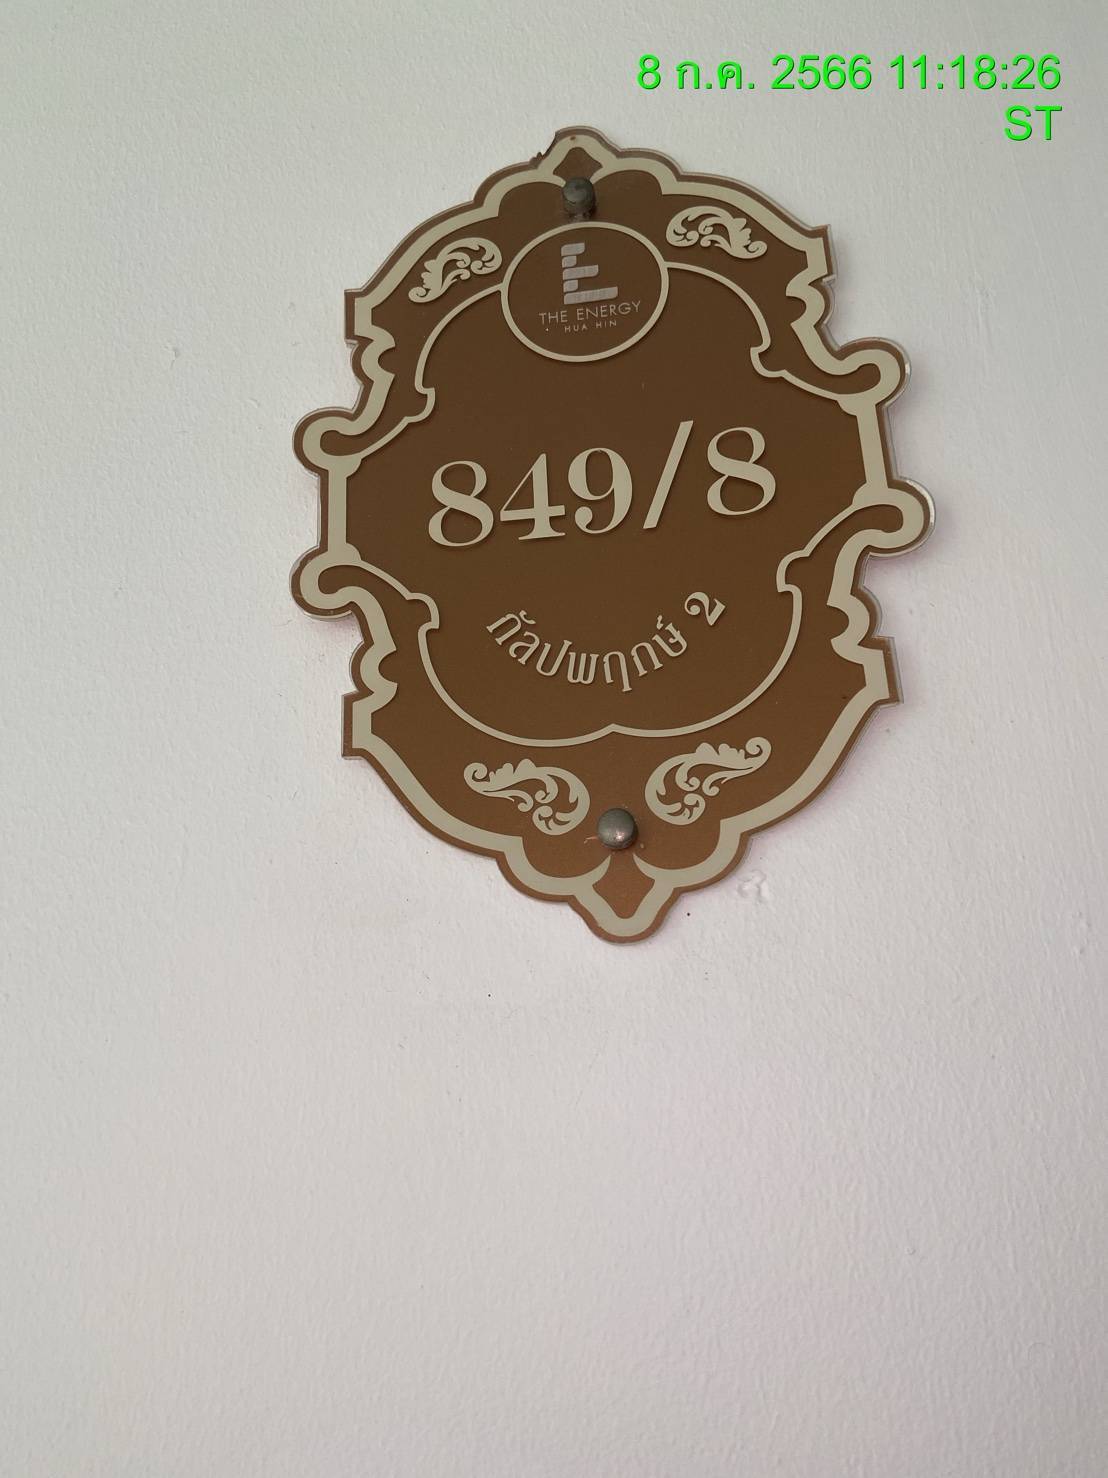 8 ก.ค. 2566 11:18:26
ST
THE ENERGY
HUA HIN
849/8
กัลปพฤกษ์ 2